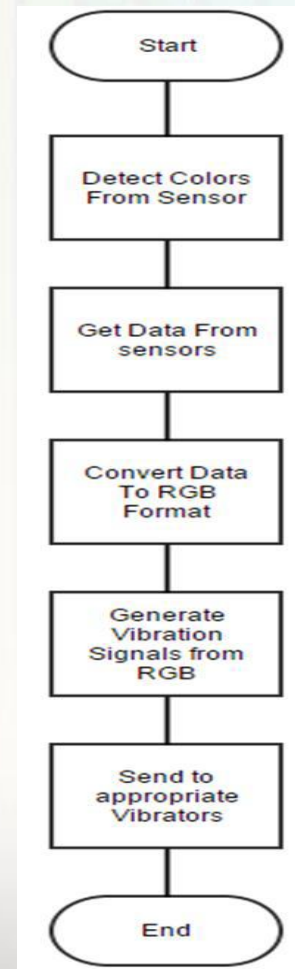 Start
Detect Colors
From Sensor
Get Data From
sensors
Convert Data
To RGB
Format
Generate
Vibration
Signals from
RGB
Send to
appropriate
Vibrators
End